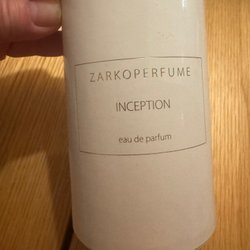 ZARKOPERFUME
INCEPTION
eau de parfum